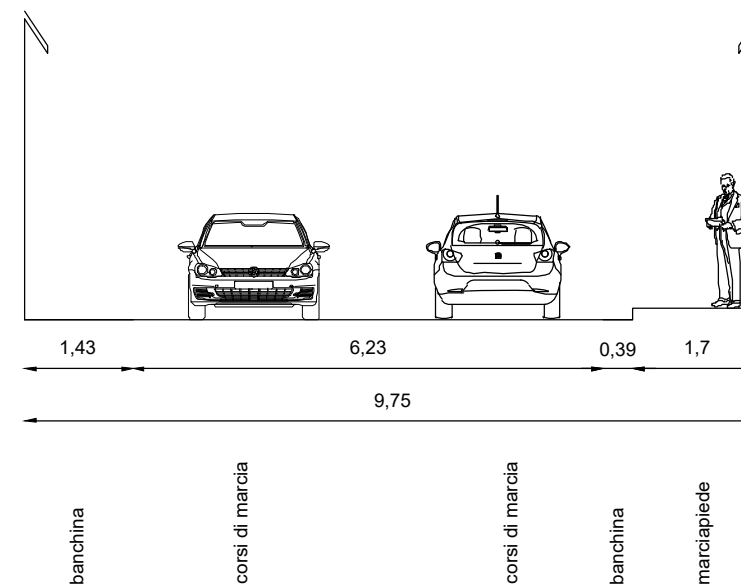 1,43
6,23
0,39
1,7
9,75
banchina
corsi di marcia
corsi di marcia
banchina
marciapiede